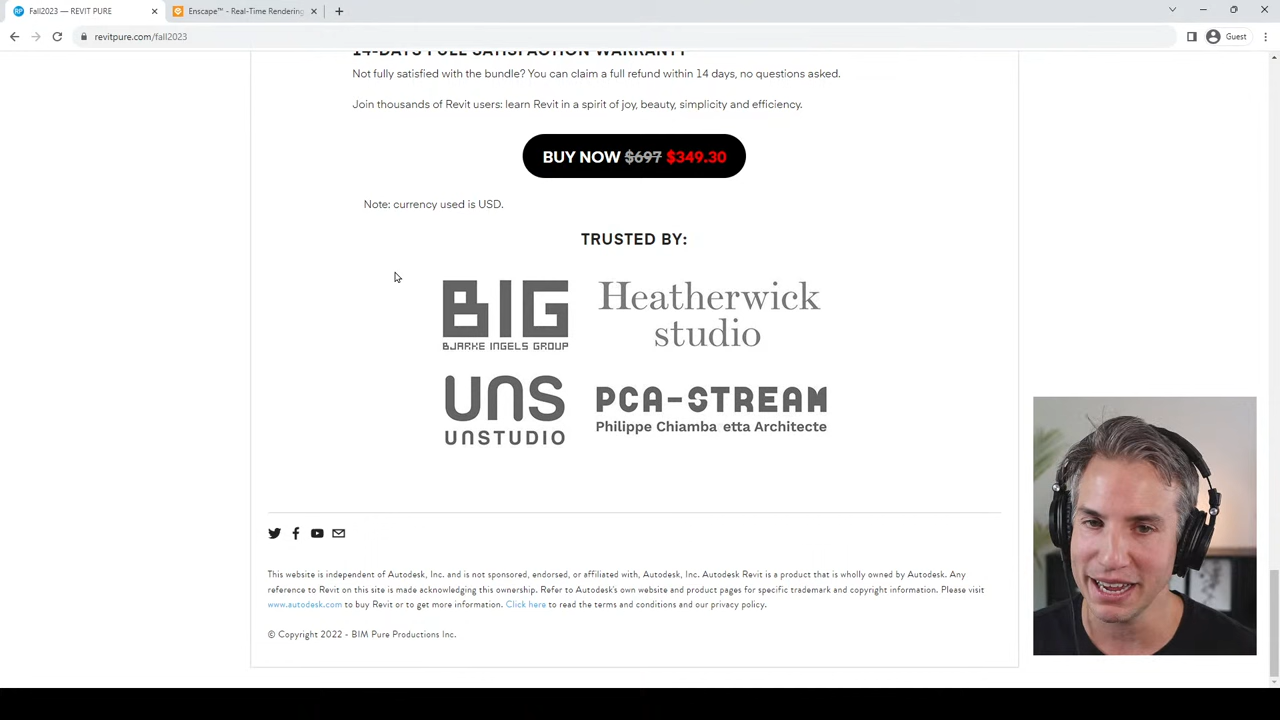 Fall2023 — REVIT PURE
Enscape™ - Real-Time Rendering
revitpure.com/fall2023
Guest
14-DAYS FULL SATISFACTION WARRANTY
Not fully satisfied with the bundle? You can claim a full refund within 14 days, no questions asked.
Join thousands of Revit users: learn Revit in a spirit of joy, beauty, simplicity and efficiency.
BUY NOW $697 $349.30
Note: currency used is USD.
TRUSTED BY:
BIG
BJARKE INGELS GROUP
Heatherwick
studio
UNS
UNSTUDIO
PCA-STREAM
Philippe Chiamba etta Architecte
This website is independent of Autodesk, Inc. and is not sponsored, endorsed, or affiliated with, Autodesk, Inc. Autodesk Revit is a product that is wholly owned by Autodesk. Any
reference to Revit on this site is made acknowledging this ownership. Refer to Autodesk's own website and product pages for specific trademark and copyright information. Please visit
www.autodesk.com to buy Revit or to get more information. Click here to read the terms and conditions and our privacy policy.
© Copyright 2022 - BIM Pure Productions Inc.